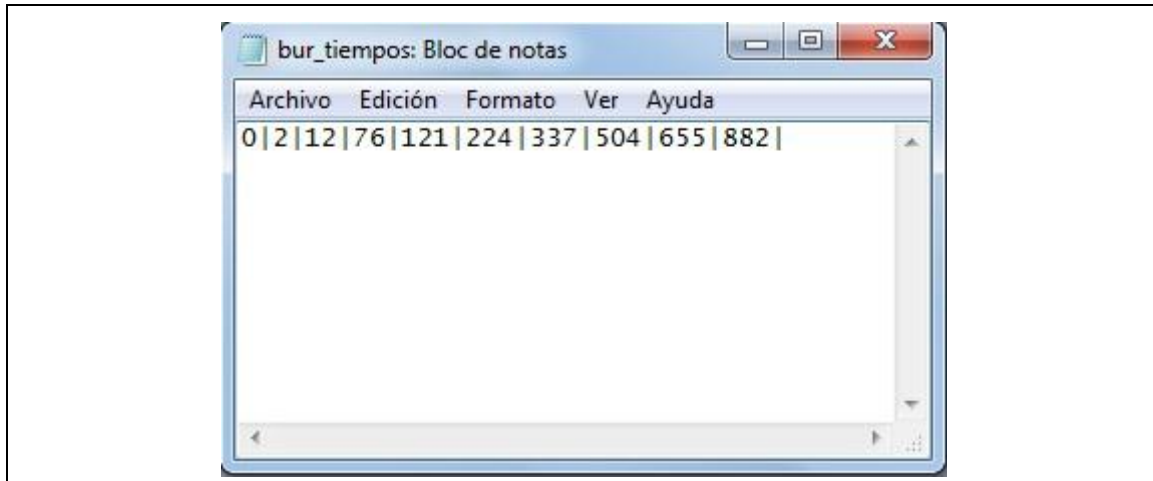 bur_tiempos: Bloc de notas
Archivo Edición Formato Ver Ayuda
0|2|12|76|121|224|337|504|655|882|